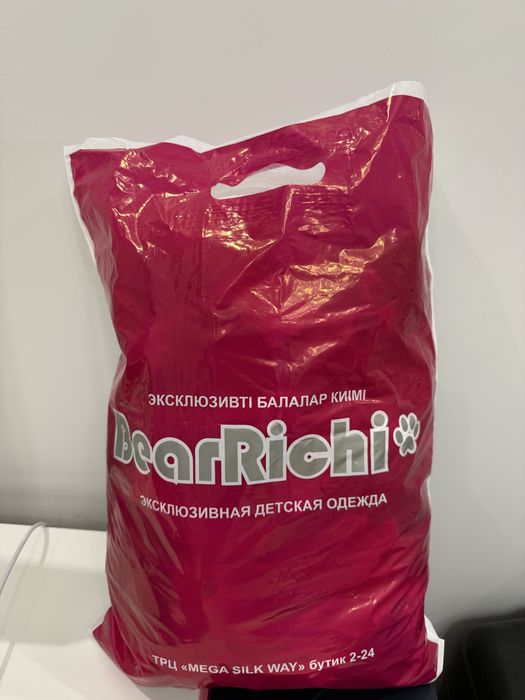 ЭКСКЛЮЗИВТІ БАЛАЛАР КИІМІ
BearRichi
ЭКСКЛЮЗИВНАЯ ДЕТСКАЯ ОДЕЖДА
ТРЦ «MEGA SILK WAY» бутик 2-24